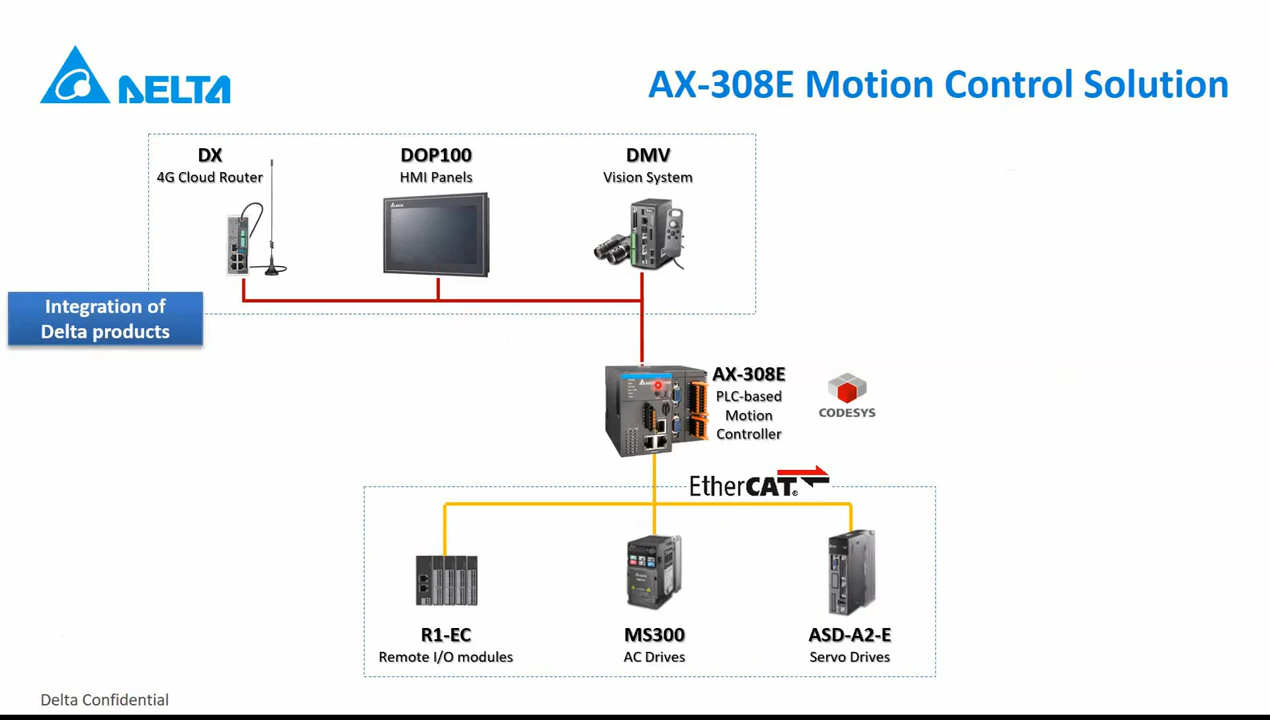 DELTA
AX-308E Motion Control Solution
DX
4G Cloud Router
DOP100
HMI Panels
DMV
Vision System
Integration of
Delta products
AX-308E
PLC-based
Motion
Controller
CODESYS
EtherCAT®
R1-EC
Remote I/O modules
MS300
AC Drives
ASD-A2-E
Servo Drives
Delta Confidential